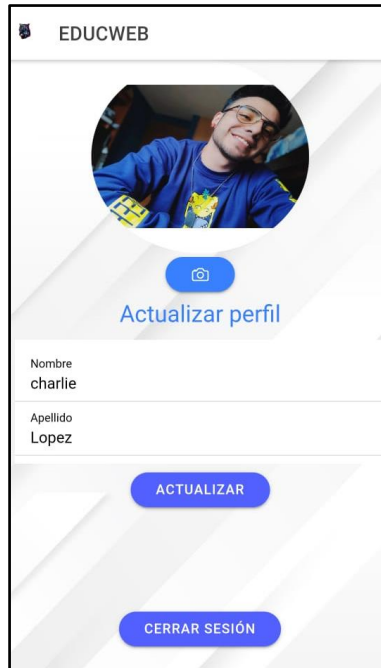 EDUCWEB
Actualizar perfil
Nombre
charlie
Apellido
Lopez
ACTUALIZAR
CERRAR SESIÓN